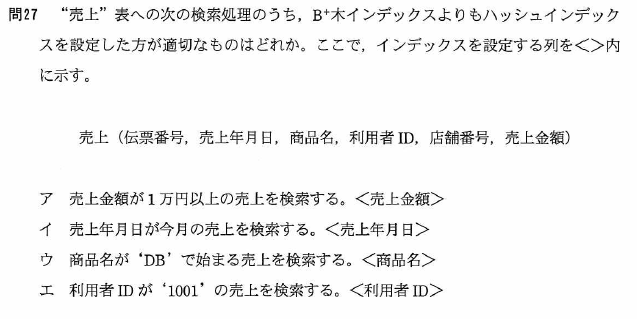 問27 “売上”表への次の検索処理のうち，B⁺木インデックスよりもハッシュインデック
スを設定した方が適切なものはどれか。ここで，インデックスを設定する列を＜＞内
に示す。
売上（伝票番号，売上年月日，商品名，利用者ID，店舗番号，売上金額）
ア 売上金額が1万円以上の売上を検索する。＜売上金額＞
イ 売上年月日が今月の売上を検索する。＜売上年月日＞
ウ 商品名が‘DB’で始まる売上を検索する。＜商品名＞
エ 利用者IDが‘1001’の売上を検索する。＜利用者ID＞